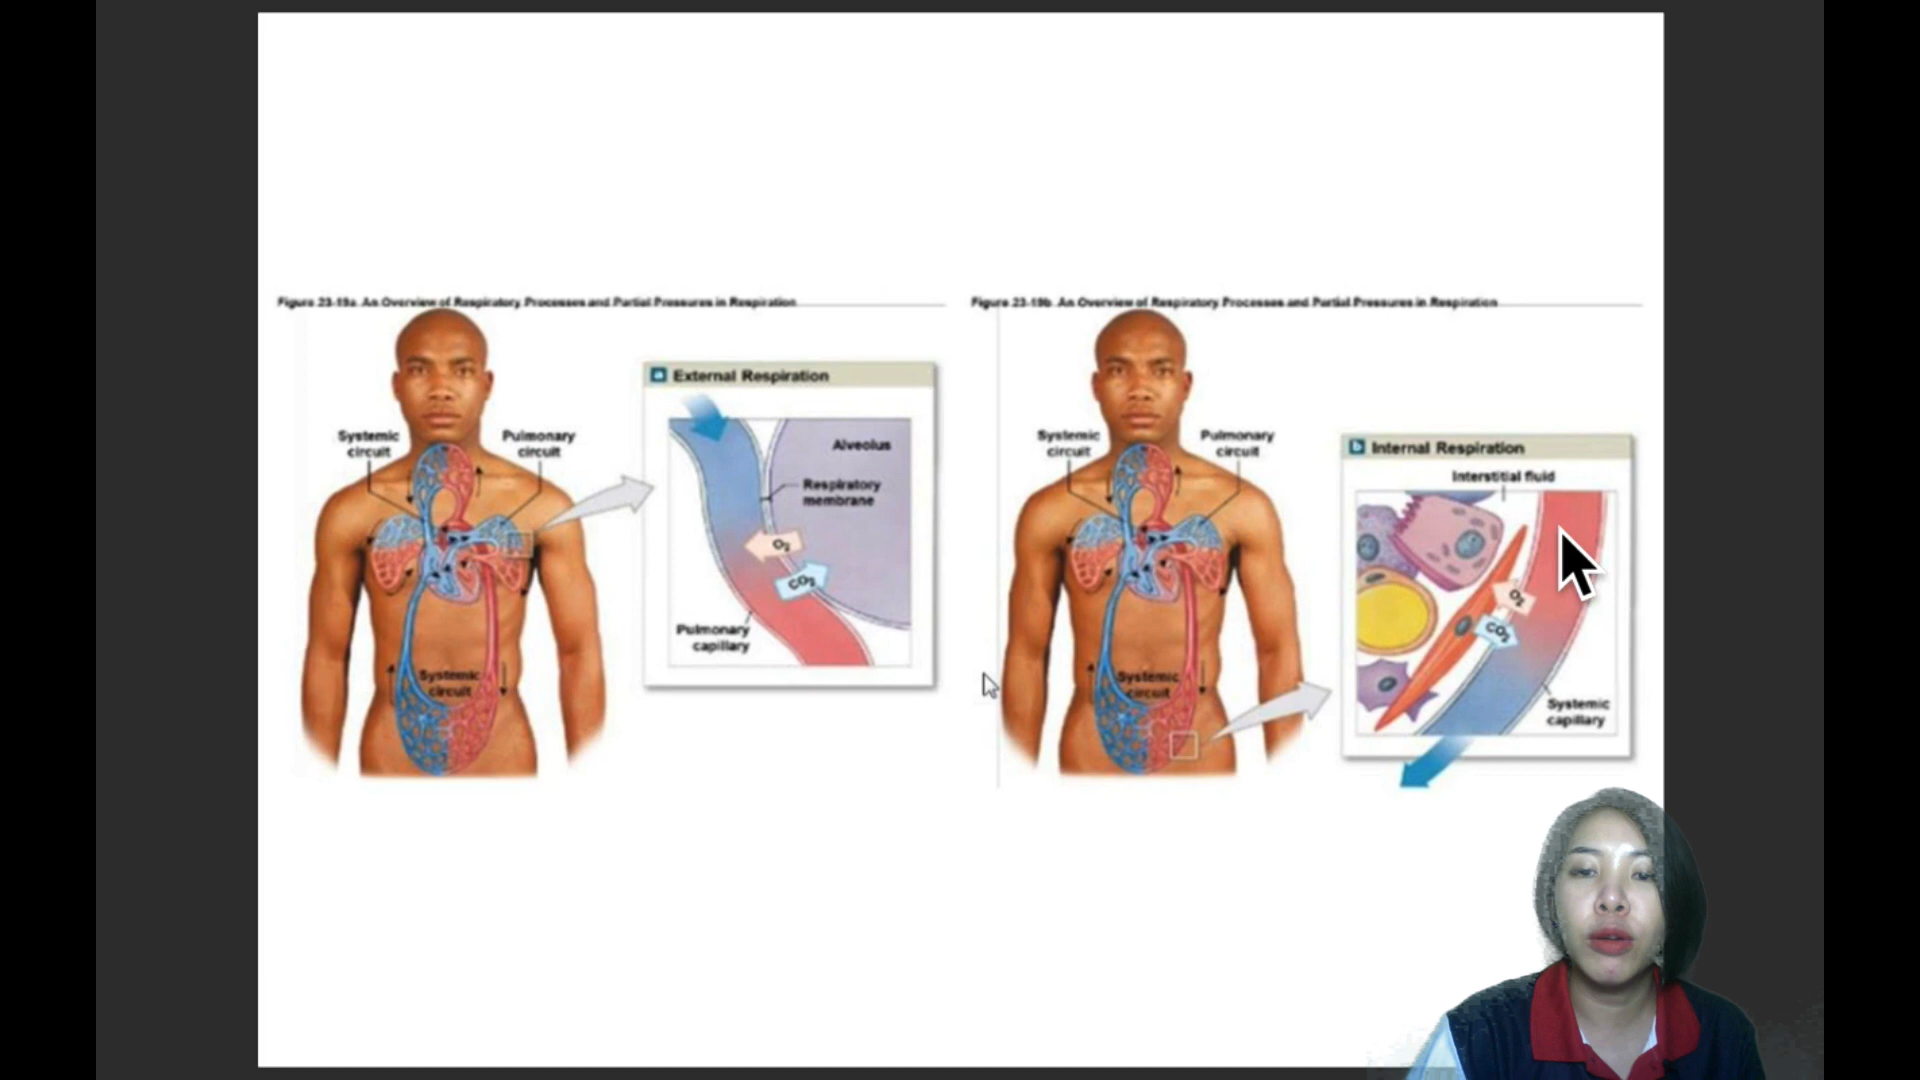 Figure 23-19a An Overview of Respiratory Processes and Partial Pressures in Respiration
a External Respiration
Systemic
circuit
Pulmonary
circuit
Alveolus
Respiratory
membrane
O2
CO2
Pulmonary
capillary
Systemic
circuit
Figure 23-19b An Overview of Respiratory Processes and Partial Pressures in Respiration
Systemic
circuit
Pulmonary
circuit
b Internal Respiration
Interstitial fluid
O2
CO2
Systemic
circuit
Systemic
capillary